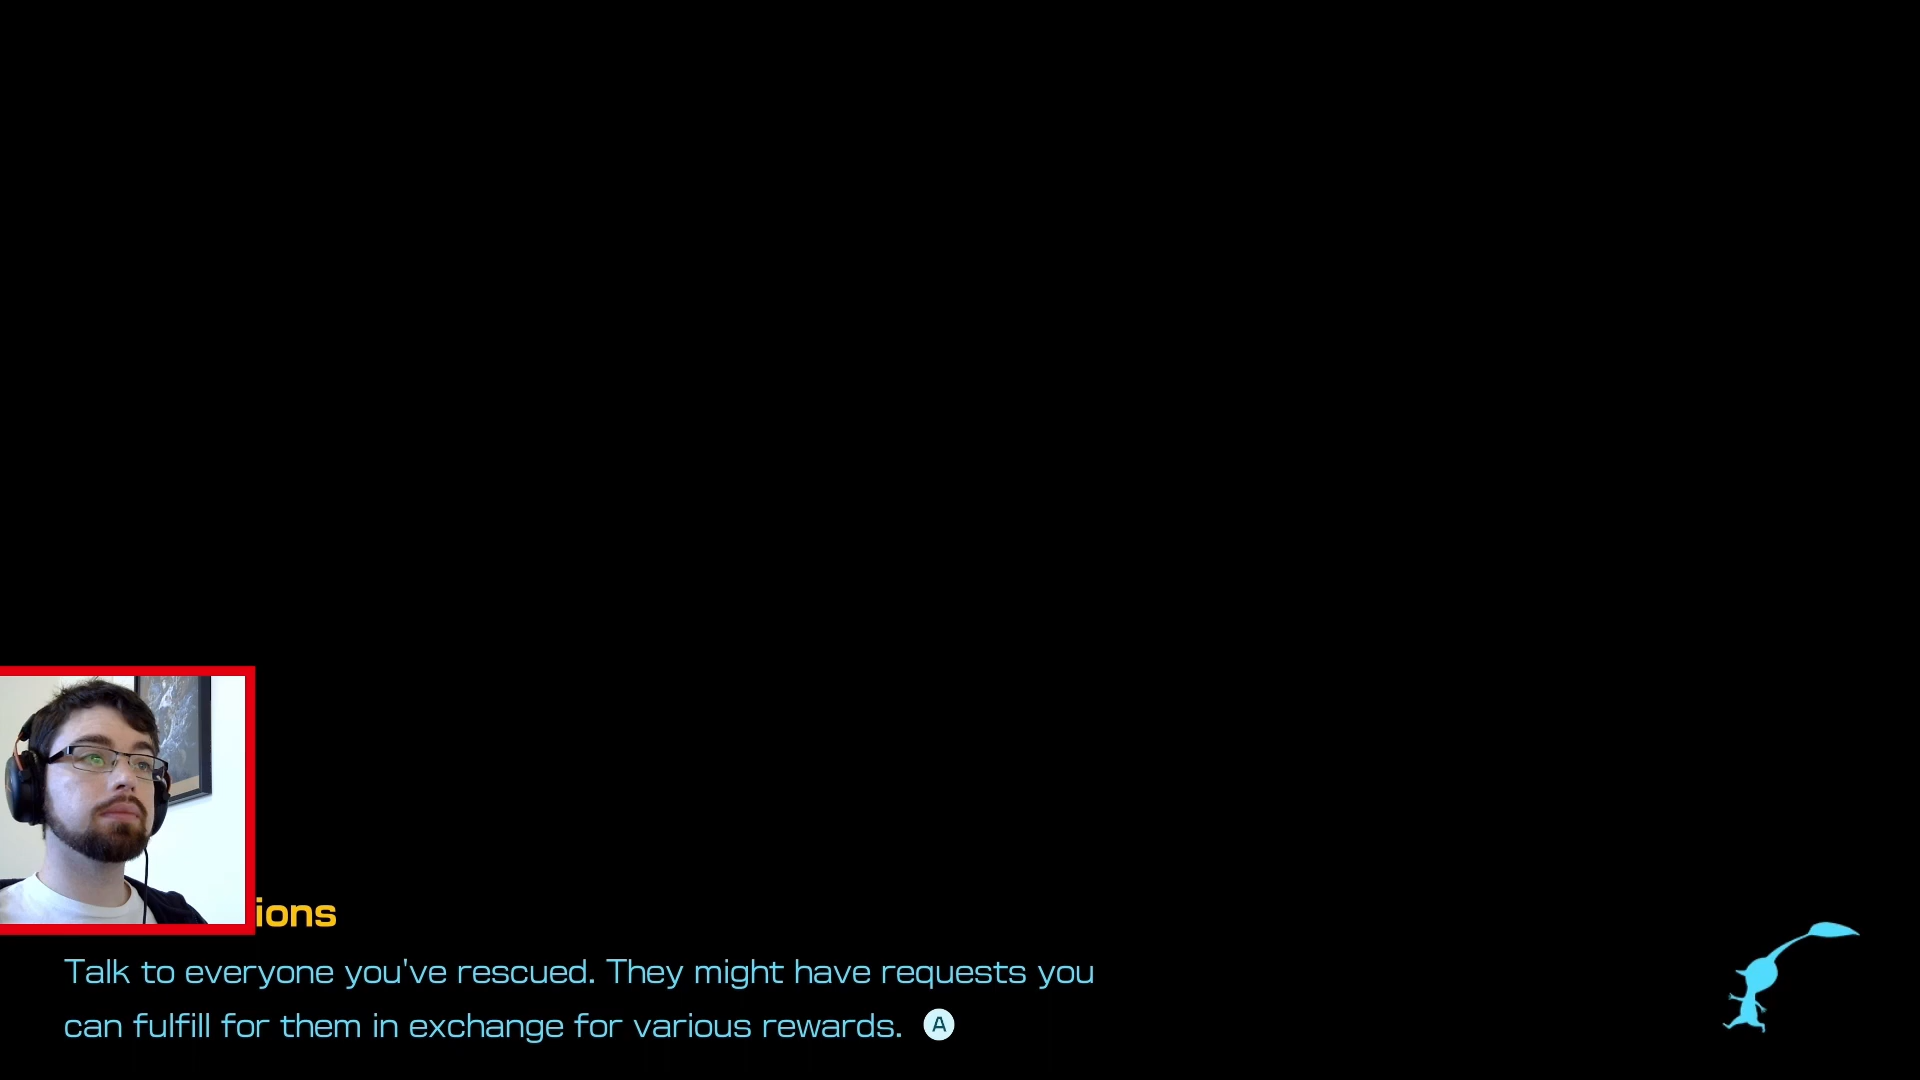 ions
Talk to everyone you've rescued. They might have requests you
can fulfill for them in exchange for various rewards. A